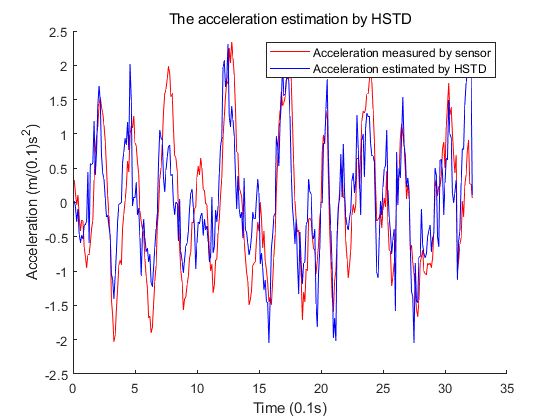 The acceleration estimation by HSTD
2.5
2
1.5
1
0.5
0
-0.5
-1
-1.5
-2
-2.5
Acceleration (m/(0.1)s²)
Acceleration measured by sensor
Acceleration estimated by HSTD
0 5 10 15 20 25 30 35
Time (0.1s)